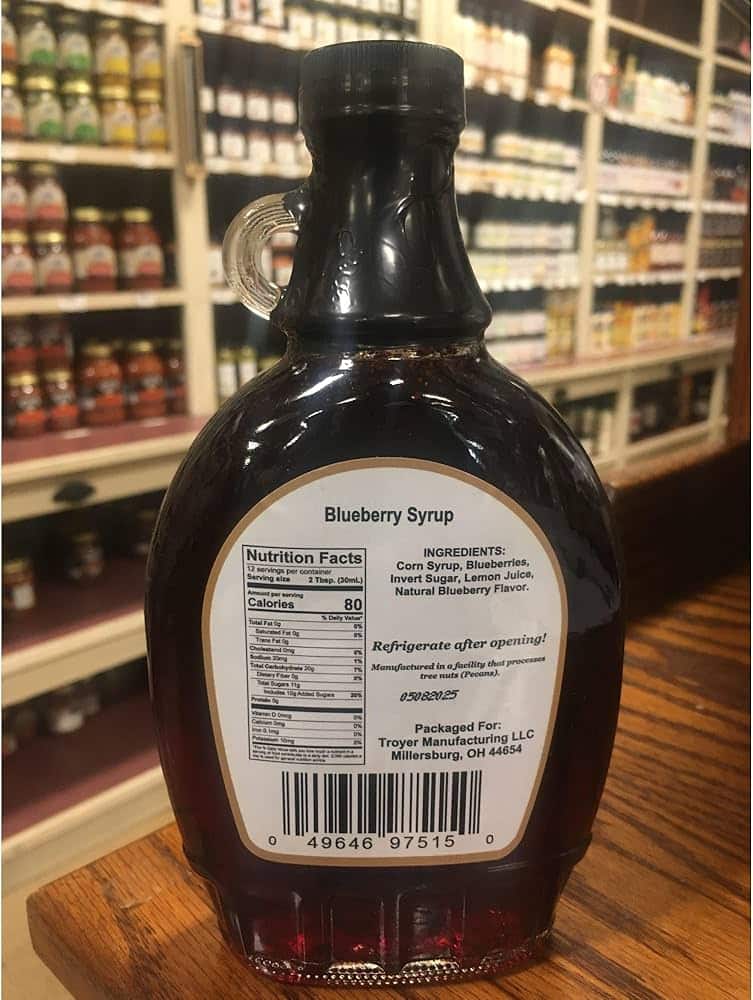 Blueberry Syrup
Nutrition Facts
12 servings per container
Serving size 2 Tbsp. (30mL)
Amount per serving
Calories 80
% Daily Value*
Total Fat 0g 0%
Saturated Fat 0g 0%
Trans Fat 0g
Cholesterol 0mg 0%
Sodium 20mg 1%
Total Carbohydrate 20g 7%
Dietary Fiber 0g 0%
Total Sugars 11g
Includes 10g Added Sugars 20%
Protein 0g
Vitamin D 0mcg 0%
Calcium 0mg 0%
Iron 0.1mg 0%
Potassium 10mg 0%
INGREDIENTS:
Corn Syrup, Blueberries,
Invert Sugar, Lemon Juice,
Natural Blueberry Flavor.
Refrigerate after opening!
Manufactured in a facility that processes
tree nuts (Pecans).
05082025
Packaged For:
Troyer Manufacturing LLC
Millersburg, OH 44654
0 49646 97515 0